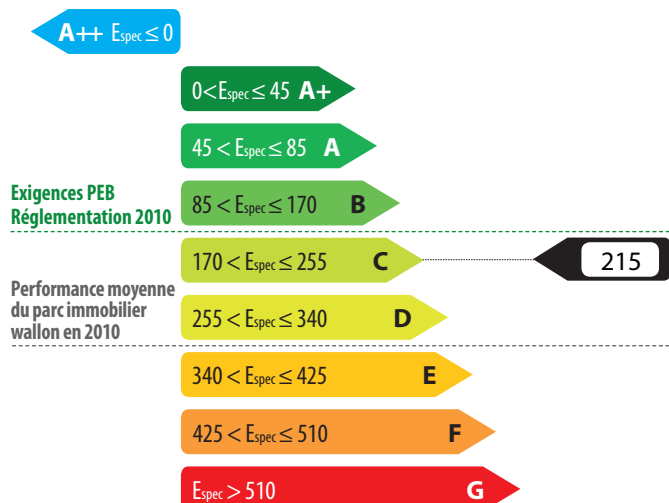 A++ Espec ≤ 0
0<Espec ≤ 45 A+
45 < Espec ≤ 85 A
Exigences PEB
Réglementation 2010
85 < Espec ≤ 170 B
170 < Espec ≤ 255 C
215
Performance moyenne
du parc immobilier
wallon en 2010
255 < Espec ≤ 340 D
340 < Espec ≤ 425 E
425 < Espec ≤ 510 F
Espec > 510 G